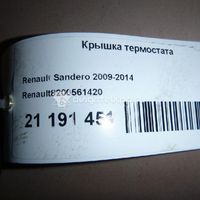 Крышка термостата
Renault Sandero 2009-2014
Renault8200561420
21 191 451